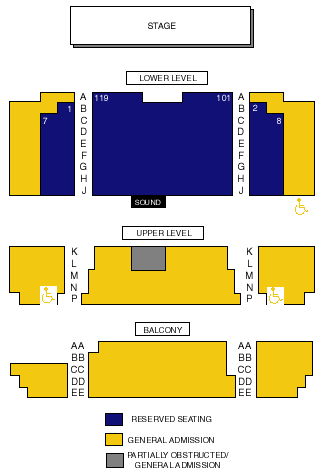 STAGE
LOWER LEVEL
A 119 101 A
B 1 B 2
C 7 C 8
D D
E E
F F
G G
H H
J J
SOUND
UPPER LEVEL
K K
L L
M M
N N
P P
BALCONY
AA AA
BB BB
CC CC
DD DD
EE EE
RESERVED SEATING
GENERAL ADMISSION
PARTIALLY OBSTRUCTED/
GENERAL ADMISSION